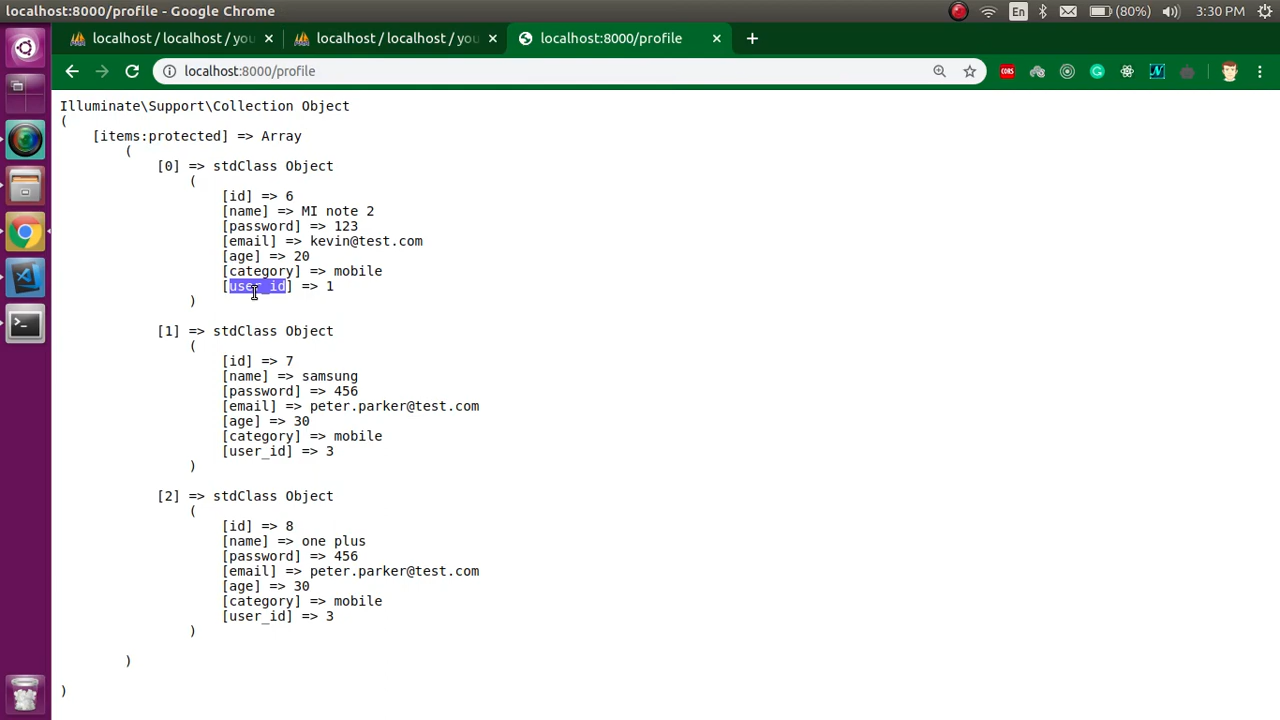 localhost:8000/profile - Google Chrome
En (80%) 3:30 PM
localhost / localhost / you × localhost / localhost / you × localhost:8000/profile × +
localhost:8000/profile
CORS
Illuminate\Support\Collection Object
(
[items:protected] => Array
(
[0] => stdClass Object
(
[id] => 6
[name] => MI note 2
[password] => 123
[email] => kevin@test.com
[age] => 20
[category] => mobile
[user_id] => 1
)
[1] => stdClass Object
(
[id] => 7
[name] => samsung
[password] => 456
[email] => peter.parker@test.com
[age] => 30
[category] => mobile
[user_id] => 3
)
[2] => stdClass Object
(
[id] => 8
[name] => one plus
[password] => 456
[email] => peter.parker@test.com
[age] => 30
[category] => mobile
[user_id] => 3
)
)
)